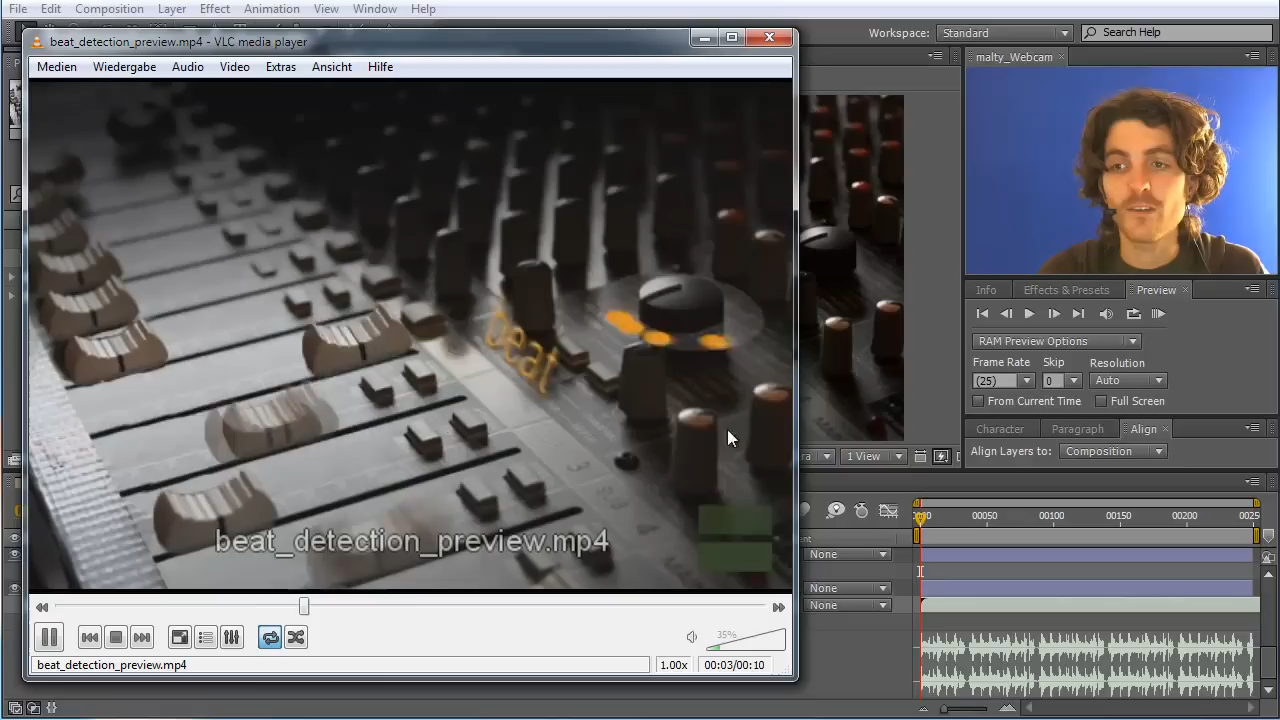 File Edit Composition Layer Effect Animation View Window Help
beat_detection_preview.mp4 - VLC media player
Workspace: Standard Search Help
Medien Wiedergabe Audio Video Extras Ansicht Hilfe
malty_Webcam
Info Effects & Presets Preview
beat
RAM Preview Options
Frame Rate Skip Resolution
(25) 0 Auto
From Current Time Full Screen
Character Paragraph Align
1 View
Align Layers to: Composition
3
4
00050 00100 00150 00200 0025
beat_detection_preview.mp4
None
None
None
35%
beat_detection_preview.mp4 1.00x 00:03/00:10